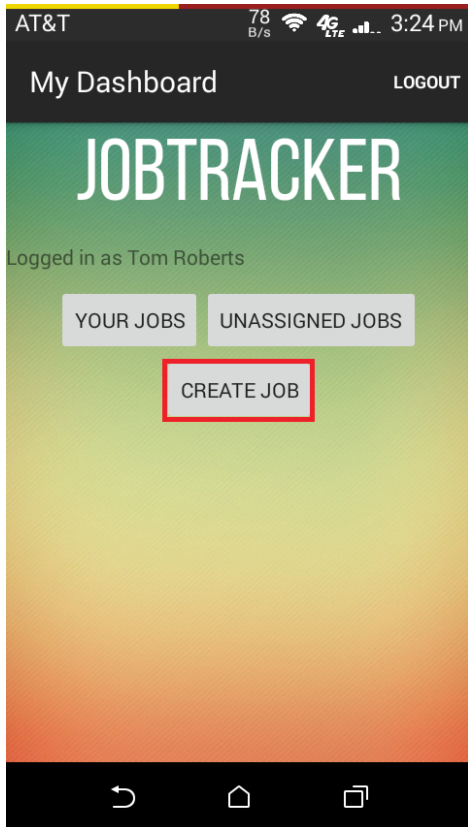 AT&T 78 B/s 4G LTE 3:24 PM
My Dashboard LOGOUT
JOBTRACKER
Logged in as Tom Roberts
YOUR JOBS UNASSIGNED JOBS
CREATE JOB